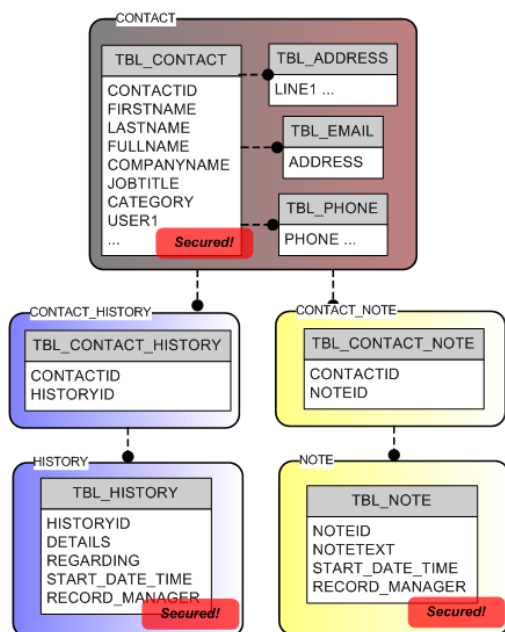 CONTACT
TBL_CONTACT
CONTACTID
FIRSTNAME
LASTNAME
FULLNAME
COMPANYNAME
JOBTITLE
CATEGORY
USER1
...
Secured!
TBL_ADDRESS
LINE1 ...
TBL_EMAIL
ADDRESS
TBL_PHONE
PHONE ...
CONTACT_HISTORY
TBL_CONTACT_HISTORY
CONTACTID
HISTORYID
CONTACT_NOTE
TBL_CONTACT_NOTE
CONTACTID
NOTEID
HISTORY
TBL_HISTORY
HISTORYID
DETAILS
REGARDING
START_DATE_TIME
RECORD_MANAGER
Secured!
NOTE
TBL_NOTE
NOTEID
NOTETEXT
START_DATE_TIME
RECORD_MANAGER
Secured!